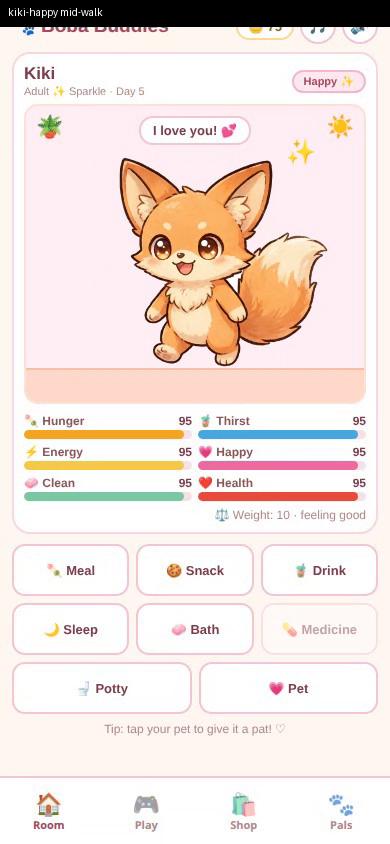 kiki-happy mid-walk
Boba Buddies
75
Kiki
Happy ✨
Adult ✨ Sparkle · Day 5
I love you! 💕
Hunger 95
Thirst 95
Energy 95
Happy 95
Clean 95
Health 95
Weight: 10 · feeling good
Meal
Snack
Drink
Sleep
Bath
Medicine
Potty
Pet
Tip: tap your pet to give it a pat! ♡
Room
Play
Shop
Pals